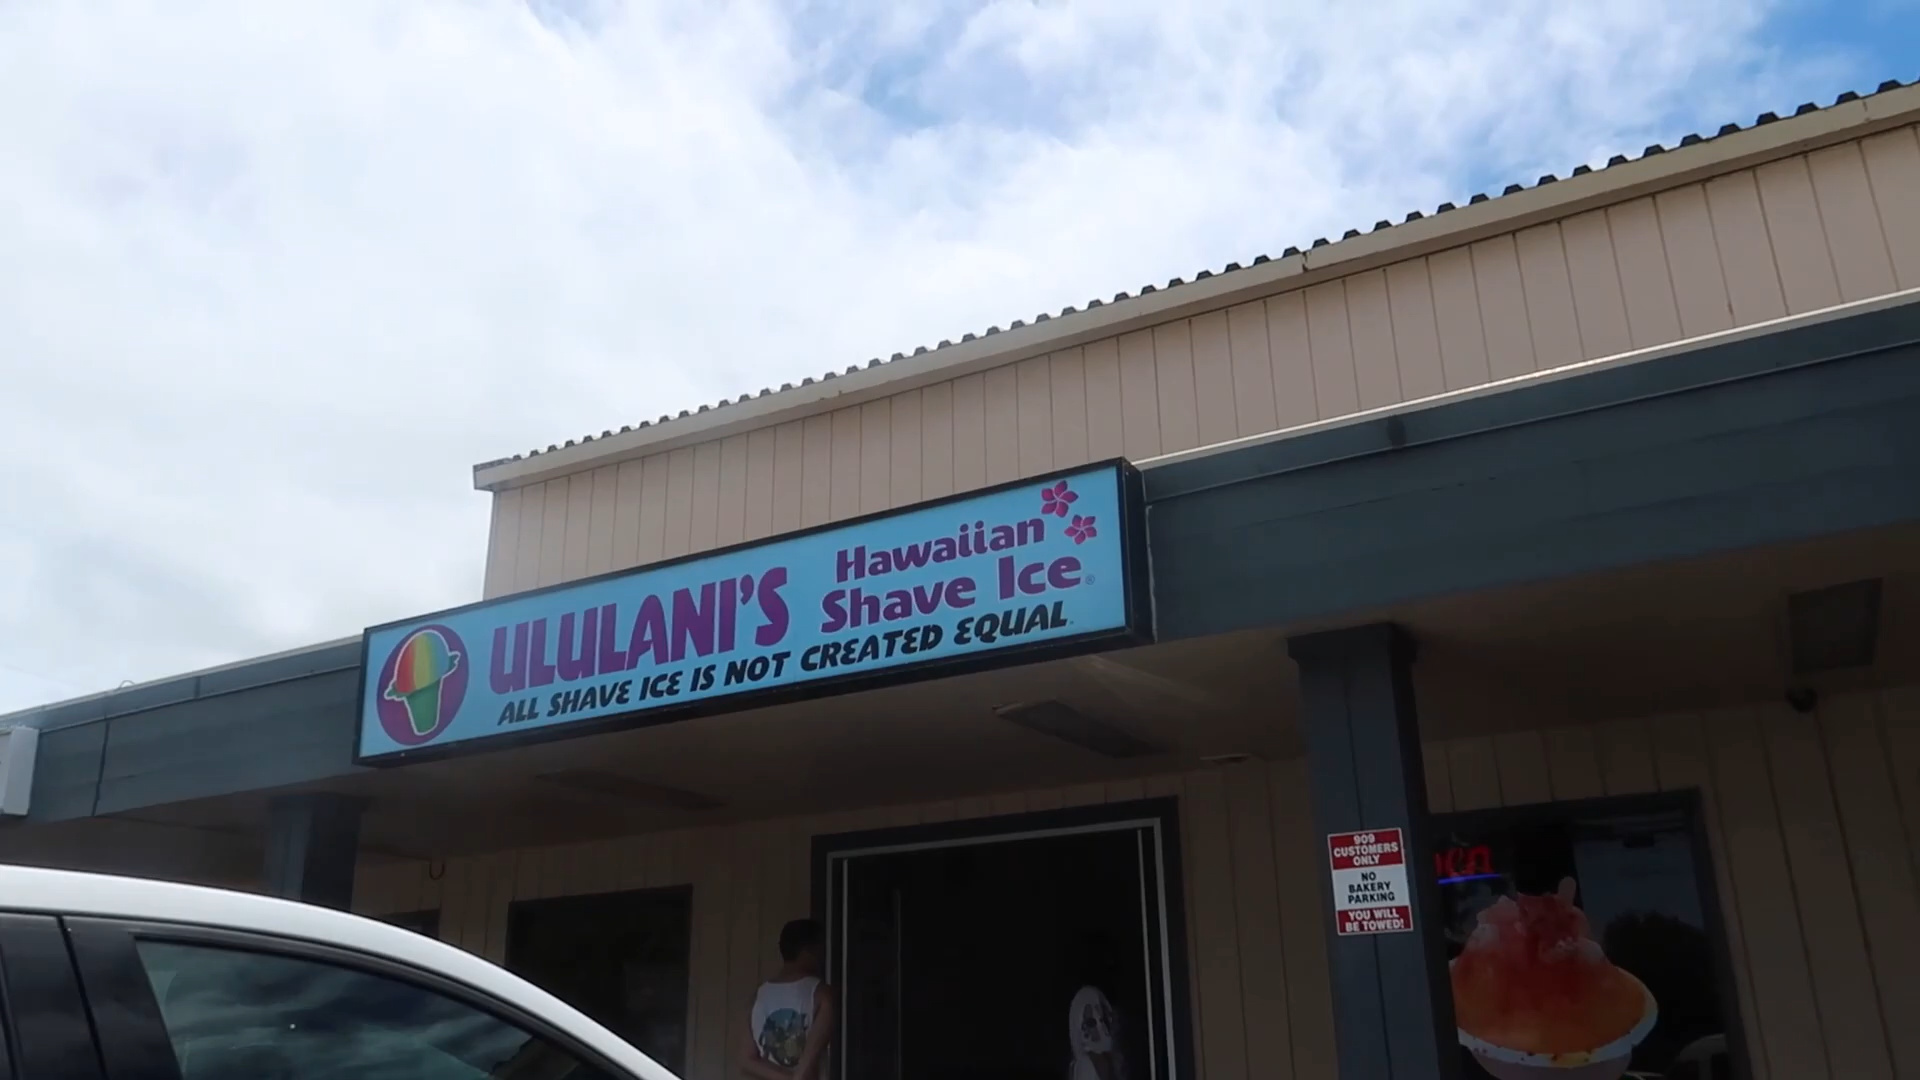 ULULANI'S
Hawaiian
Shave Ice®
ALL SHAVE ICE IS NOT CREATED EQUAL
909
CUSTOMERS
ONLY
NO
BAKERY
PARKING
YOU WILL
BE TOWED!